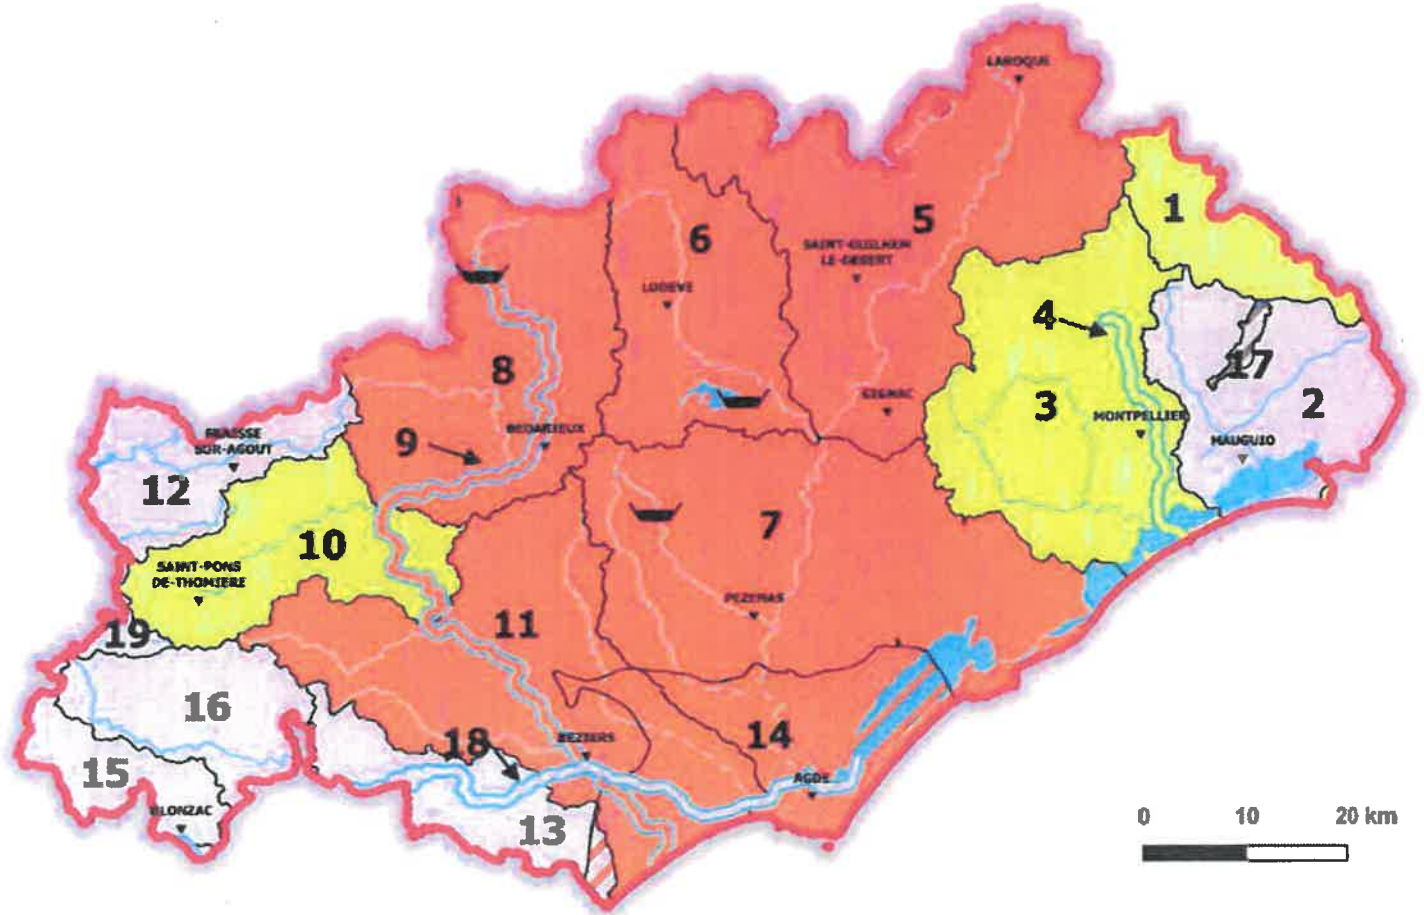 LAROQUE
1
5
6
SAINT-GUILHEM
LE-DESERT
LODEVE
4
17
8
GIGNAC
3
2
MONTPELLIER
MAUGUIO
9
BEDARIEUX
FRAISSE
SUR-AGOUT
12
7
10
SAINT-PONS
DE-THOMIERE
PEZENAS
11
19
16
14
18
BEZIERS
15
AGDE
OLONZAC
13
0 10 20 km